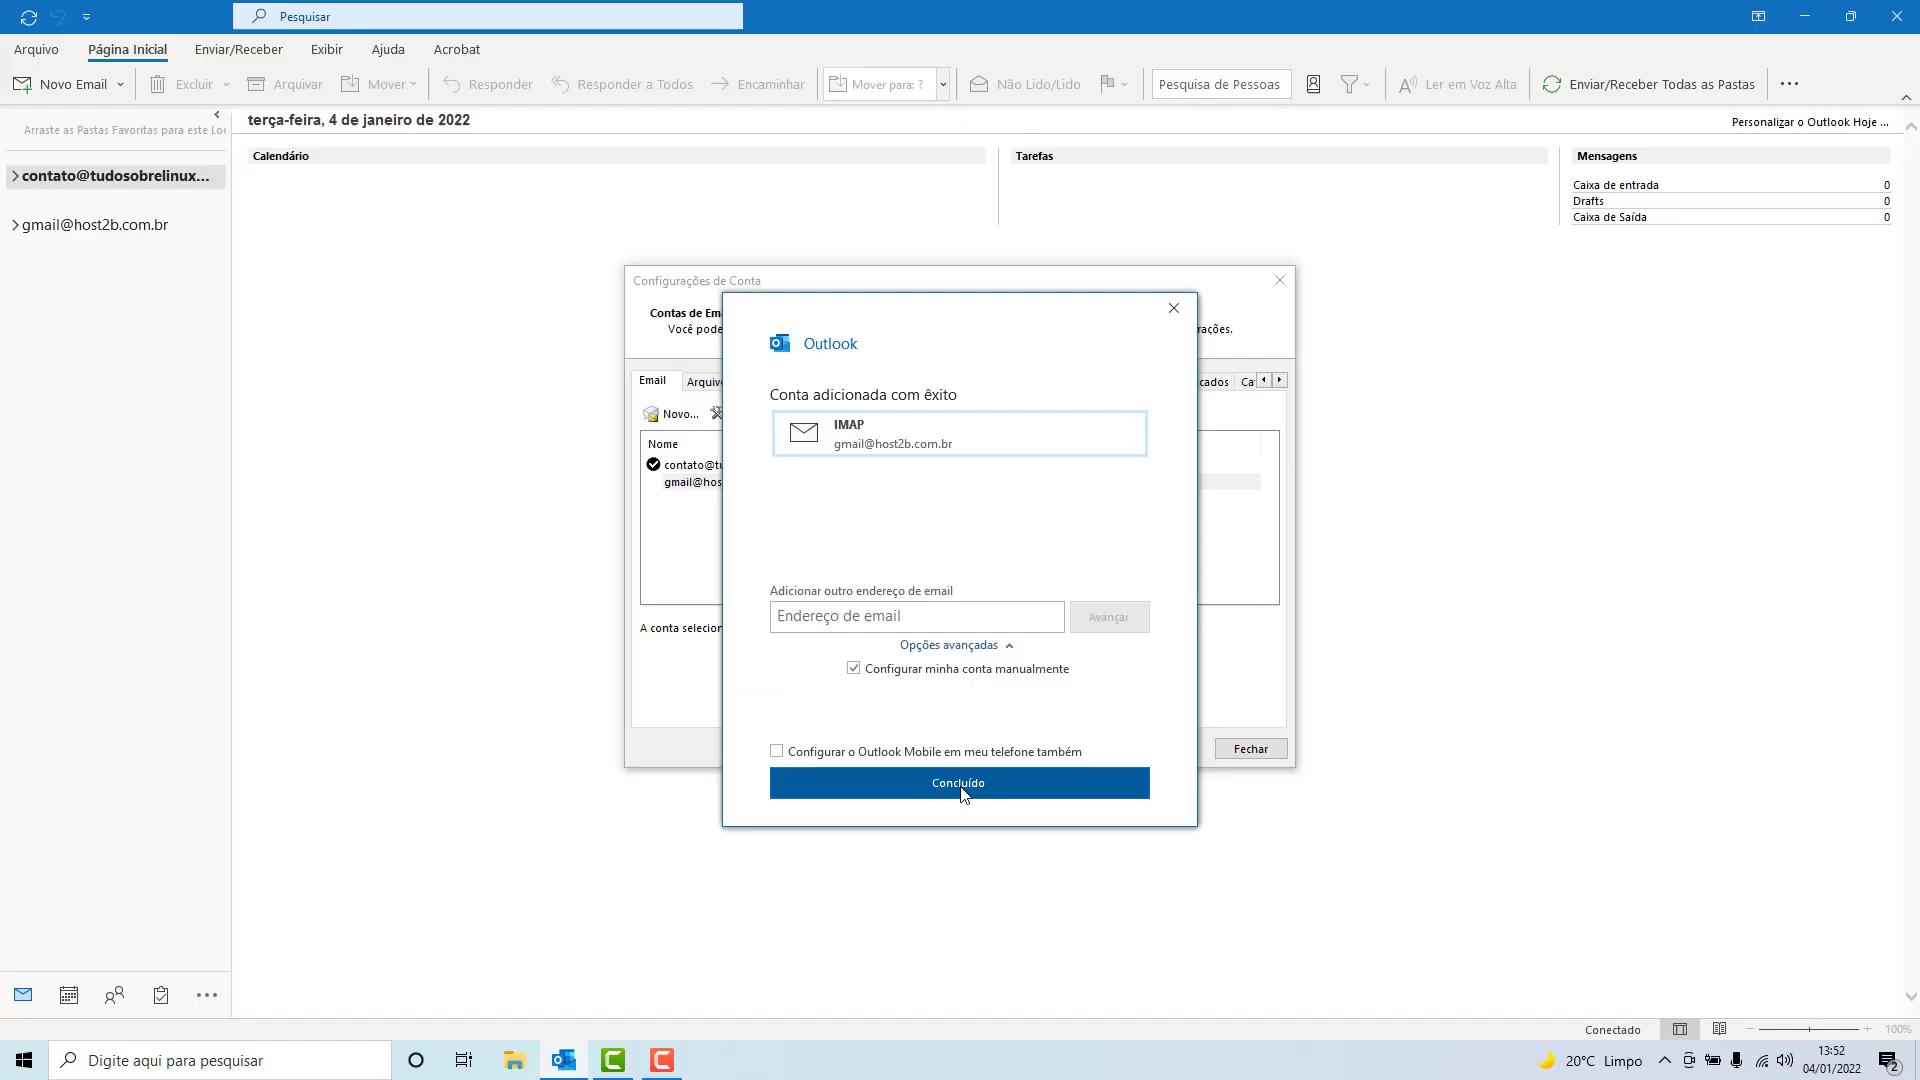 Pesquisar
Arquivo Página Inicial Enviar/Receber Exibir Ajuda Acrobat
Novo Email Excluir Arquivar Mover Responder Responder a Todos Encaminhar Mover para: ? Não Lido/Lido Pesquisa de Pessoas Ler em Voz Alta Enviar/Receber Todas as Pastas
Arraste as Pastas Favoritas para este Loc
terça-feira, 4 de janeiro de 2022
Personalizar o Outlook Hoje ...
Calendário Tarefas Mensagens
contato@tudosobrelinux...
gmail@host2b.com.br
Caixa de entrada 0
Drafts 0
Caixa de Saída 0
Configurações de Conta
Contas de Ema
Você pode rações.
Email Arquivo cados
Novo...
Nome
contato@tu
gmail@hos
A conta selecion
Fechar
Outlook
Conta adicionada com êxito
IMAP
gmail@host2b.com.br
Adicionar outro endereço de email
Endereço de email Avançar
Opções avançadas
Configurar minha conta manualmente
Configurar o Outlook Mobile em meu telefone também
Concluído
Conectado 100%
Digite aqui para pesquisar
20°C Limpo
13:52
04/01/2022
2